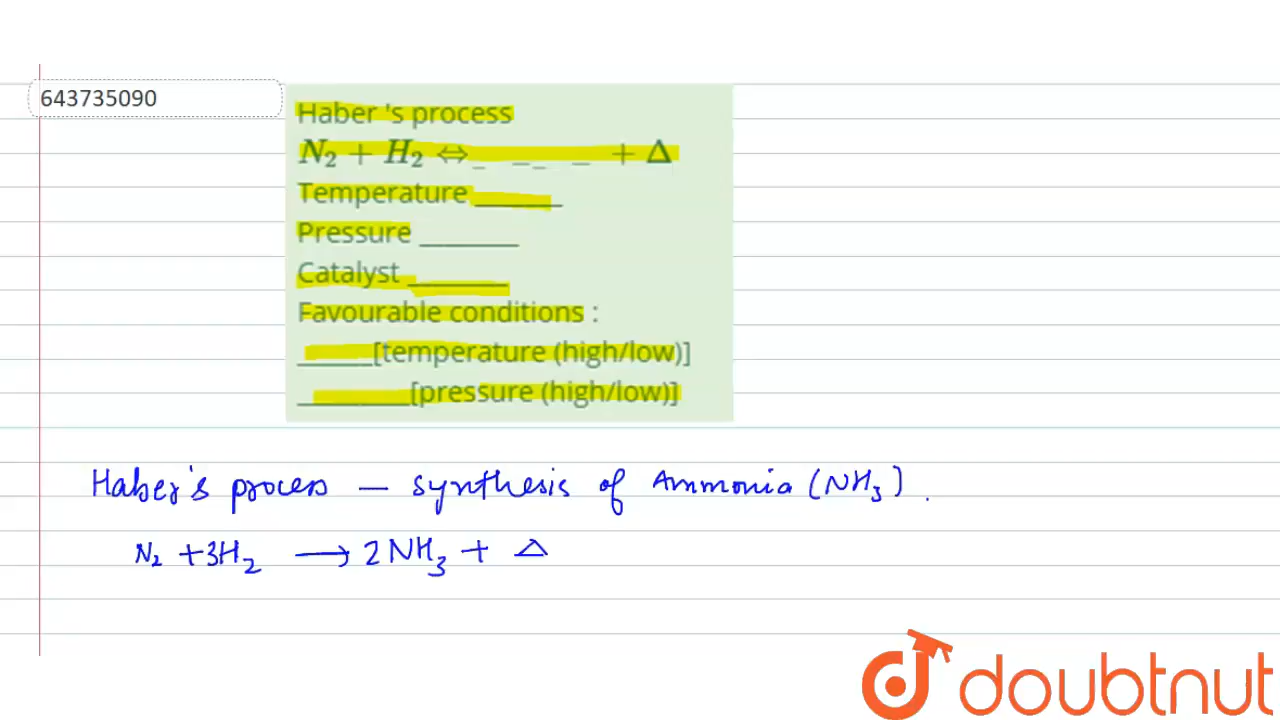 643735090
Haber 's process
N₂ + H₂ ⇔ _ _ _ _ + Δ
Temperature _______
Pressure ________
Catalyst ________
Favourable conditions :
______[temperature (high/low)]
_________[pressure (high/low)]
Haber's process — synthesis of Ammonia (NH₃).
N₂ + 3H₂ ⟶ 2NH₃ + Δ
doubtnut